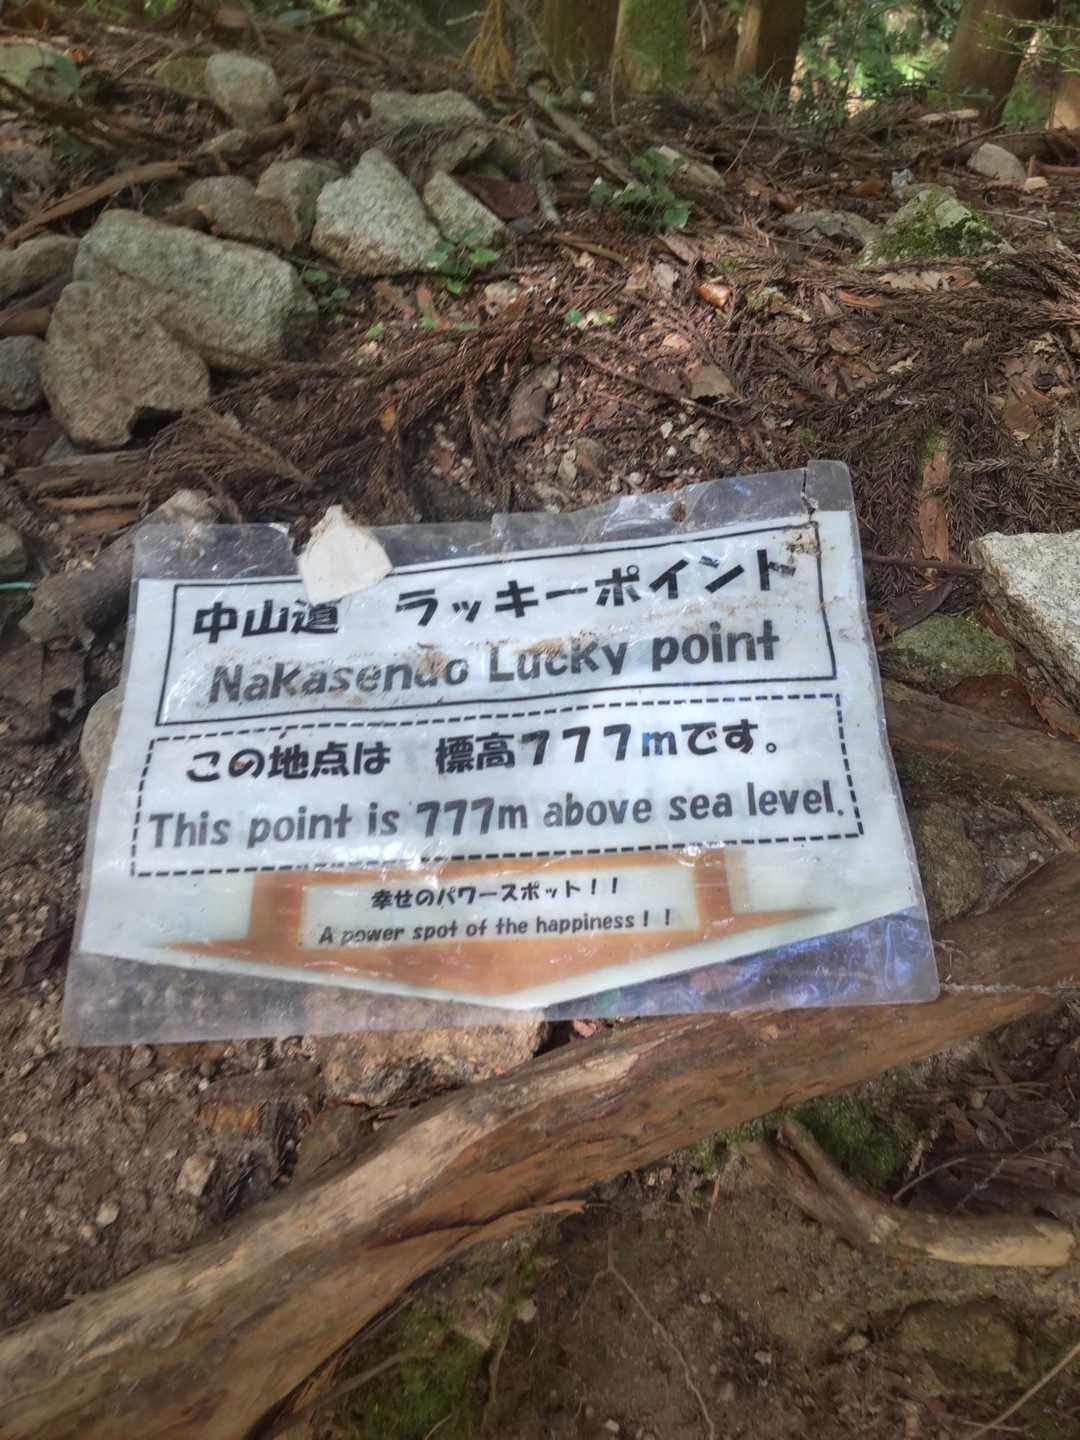 中山道　ラッキーポイント
Nakasendo Lucky point
この地点は　標高７７７ｍです。
This point is 777m above sea level.
幸せのパワースポット！！
A power spot of the happiness！！